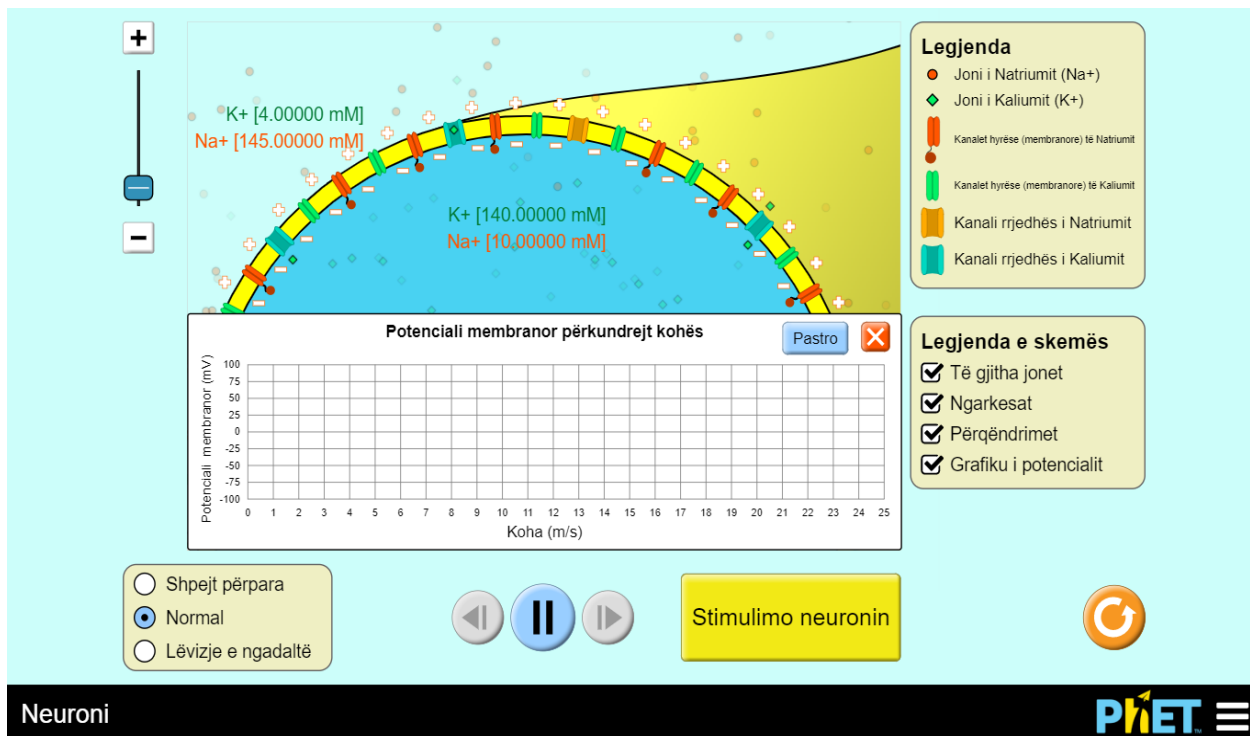 +
−
K+ [4.00000 mM]
Na+ [145.00000 mM]
K+ [140.00000 mM]
Na+ [10.00000 mM]
Legjenda
Joni i Natriumit (Na+)
Joni i Kaliumit (K+)
Kanalet hyrëse (membranore) të Natriumit
Kanalet hyrëse (membranore) të Kaliumit
Kanali rrjedhës i Natriumit
Kanali rrjedhës i Kaliumit
Potenciali membranor përkundrejt kohës
Pastro
Potenciali membranor (mV)
100
75
50
25
0
-25
-50
-75
-100
0 1 2 3 4 5 6 7 8 9 10 11 12 13 14 15 16 17 18 19 20 21 22 23 24 25
Koha (m/s)
Legjenda e skemës
Të gjitha jonet
Ngarkesat
Përqëndrimet
Grafiku i potencialit
Shpejt përpara
Normal
Lëvizje e ngadaltë
Stimulimo neuronin
Neuroni
PhET